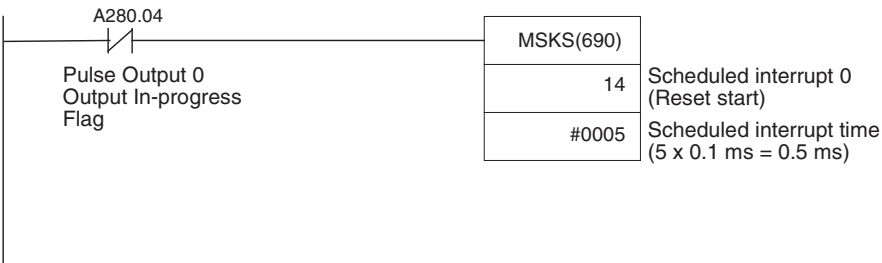 A280.04
MSKS(690)
Pulse Output 0
Output In-progress
Flag
14
Scheduled interrupt 0
(Reset start)
#0005
Scheduled interrupt time
(5 x 0.1 ms = 0.5 ms)